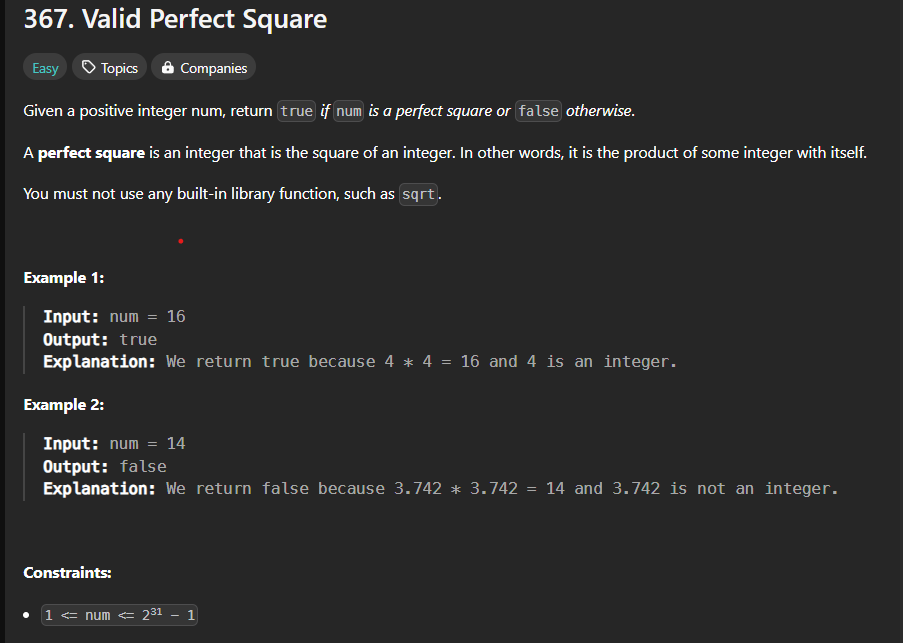 367. Valid Perfect Square
Easy Topics Companies
Given a positive integer num, return true if num is a perfect square or false otherwise.
A perfect square is an integer that is the square of an integer. In other words, it is the product of some integer with itself.
You must not use any built-in library function, such as sqrt.
Example 1:
Input: num = 16
Output: true
Explanation: We return true because 4 * 4 = 16 and 4 is an integer.
Example 2:
Input: num = 14
Output: false
Explanation: We return false because 3.742 * 3.742 = 14 and 3.742 is not an integer.
Constraints:
• 1 <= num <= 2³¹ - 1